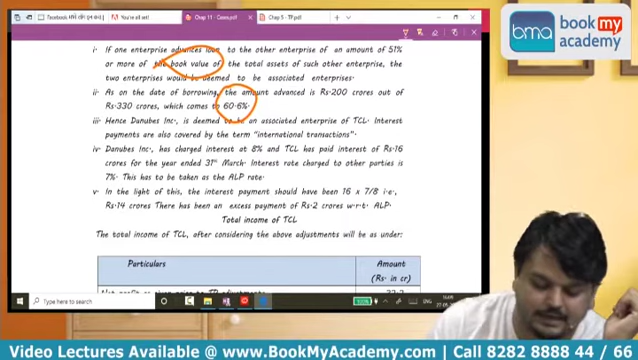 Facebook
You're all set!
Chap 11 - Cases.pdf
Chap 5 - TP.pdf
i. If one enterprise advances loan to the other enterprise of an amount of 51%
or more of the book value of the total assets of such other enterprise, the
two enterprises would be deemed to be associated enterprises.
ii. As on the date of borrowing, the amount advanced is Rs.200 crores out of
Rs.330 crores, which comes to 60.6%.
iii. Hence Danubes Inc., is deemed to be an associated enterprise of TCL. Interest
payments are also covered by the term "international transactions".
iv. Danubes Inc, has charged interest at 8% and TCL has paid interest of Rs.16
crores for the year ended 31st March. Interest rate charged to other parties is
7%. This has to be taken as the ALP rate.
v. In the light of this, the interest payment should have been 16 x 7/8 i.e.,
Rs.14 crores There has been an excess payment of Rs.2 crores w.r.t. ALP.
Total income of TCL
The total income of TCL, after considering the above adjustments will be as under:
Particulars Amount
(Rs. in cr)
Type here to search
100%
bma
book my
academy
Video Lectures Available @ www.BookMyAcademy.com | Call 8282 8888 44 / 66